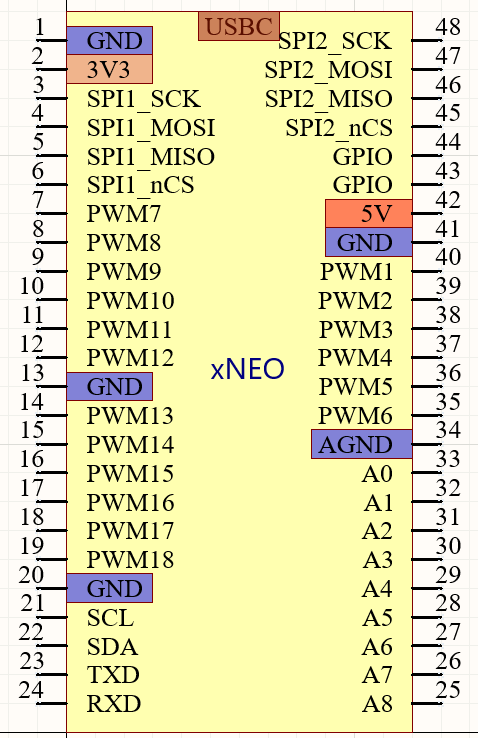 USBC
1 GND SPI2_SCK 48
2 3V3 SPI2_MOSI 47
3 SPI1_SCK SPI2_MISO 46
4 SPI1_MOSI SPI2_nCS 45
5 SPI1_MISO GPIO 44
6 SPI1_nCS GPIO 43
7 PWM7 5V 42
8 PWM8 GND 41
9 PWM9 PWM1 40
10 PWM10 PWM2 39
11 PWM11 PWM3 38
12 PWM12 PWM4 37
xNEO
13 GND PWM5 36
14 PWM13 PWM6 35
15 PWM14 AGND 34
16 PWM15 A0 33
17 PWM16 A1 32
18 PWM17 A2 31
19 PWM18 A3 30
20 GND A4 29
21 SCL A5 28
22 SDA A6 27
23 TXD A7 26
24 RXD A8 25